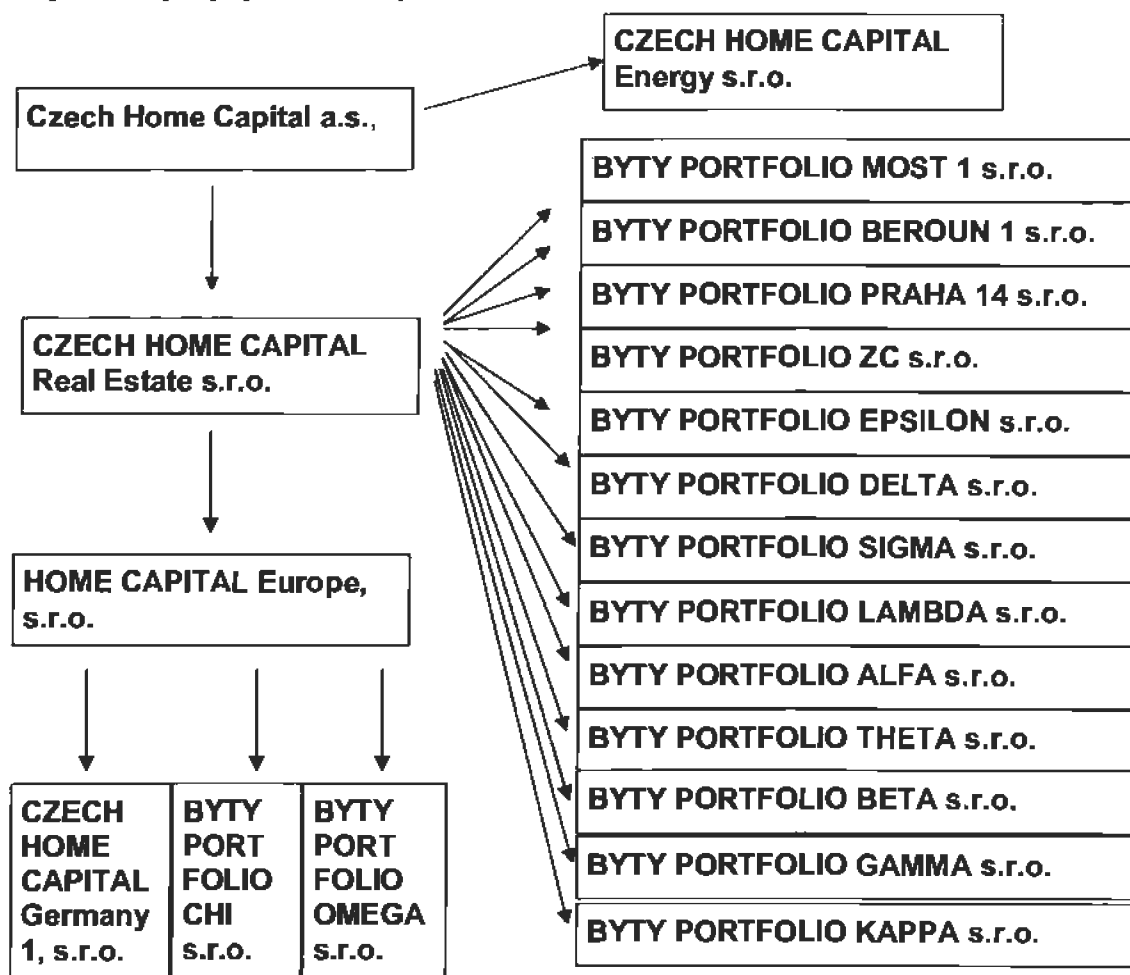 CZECH HOME CAPITAL
Energy s.r.o.
Czech Home Capital a.s.,
BYTY PORTFOLIO MOST 1 s.r.o.
BYTY PORTFOLIO BEROUN 1 s.r.o.
BYTY PORTFOLIO PRAHA 14 s.r.o.
CZECH HOME CAPITAL
Real Estate s.r.o.
BYTY PORTFOLIO ZC s.r.o.
BYTY PORTFOLIO EPSILON s.r.o.
BYTY PORTFOLIO DELTA s.r.o.
BYTY PORTFOLIO SIGMA s.r.o.
HOME CAPITAL Europe,
s.r.o.
BYTY PORTFOLIO LAMBDA s.r.o.
BYTY PORTFOLIO ALFA s.r.o.
BYTY PORTFOLIO THETA s.r.o.
BYTY PORTFOLIO BETA s.r.o.
BYTY PORTFOLIO GAMMA s.r.o.
BYTY PORTFOLIO KAPPA s.r.o.
CZECH
HOME
CAPITAL
Germany
1, s.r.o.
BYTY
PORT
FOLIO
CHI
s.r.o.
BYTY
PORT
FOLIO
OMEGA
s.r.o.